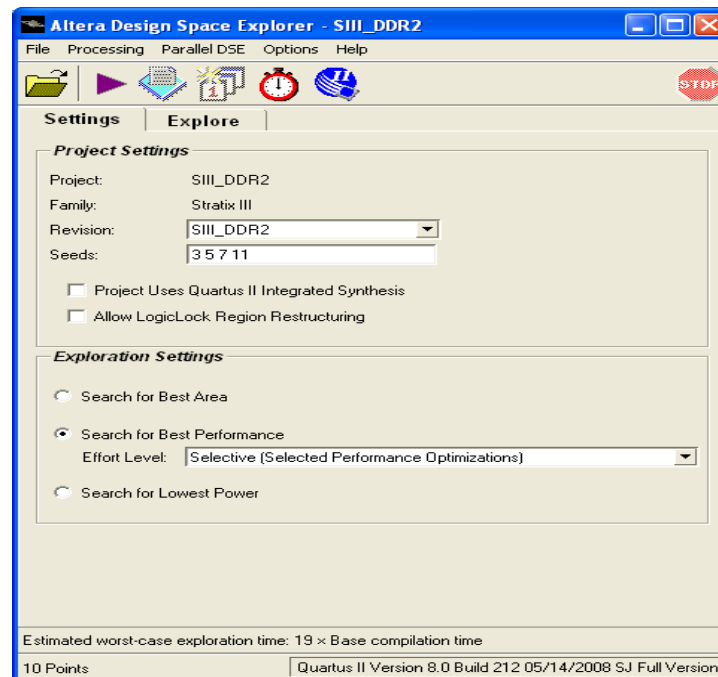 Altera Design Space Explorer - SIII_DDR2
File Processing Parallel DSE Options Help
STOP
Settings Explore
Project Settings
Project: SIII_DDR2
Family: Stratix III
Revision: SIII_DDR2
Seeds: 3 5 7 11
Project Uses Quartus II Integrated Synthesis
Allow LogicLock Region Restructuring
Exploration Settings
Search for Best Area
Search for Best Performance
Effort Level: Selective (Selected Performance Optimizations)
Search for Lowest Power
Estimated worst-case exploration time: 19 × Base compilation time
10 Points Quartus II Version 8.0 Build 212 05/14/2008 SJ Full Version